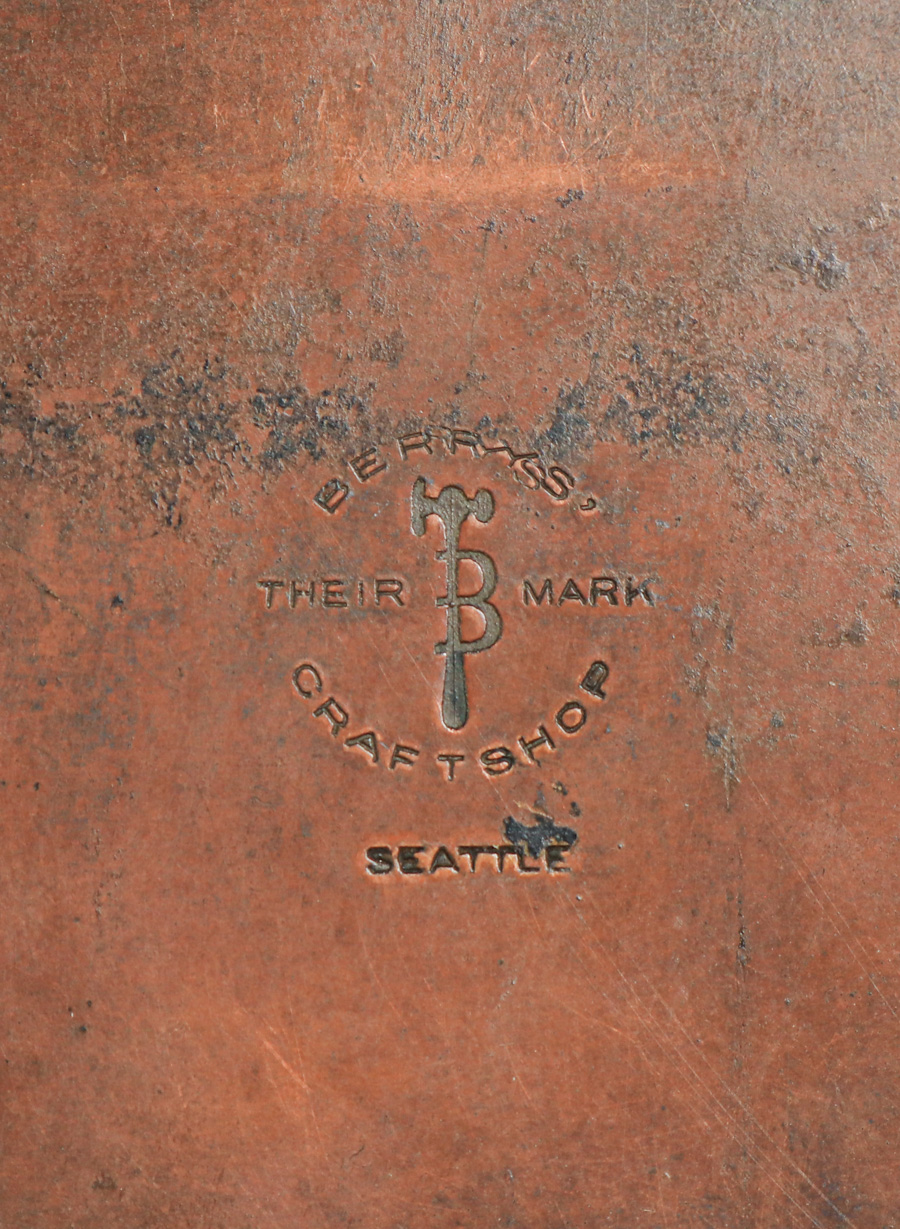 BERRYS'
THEIR B MARK
CRAFTSHOP
SEATTLE